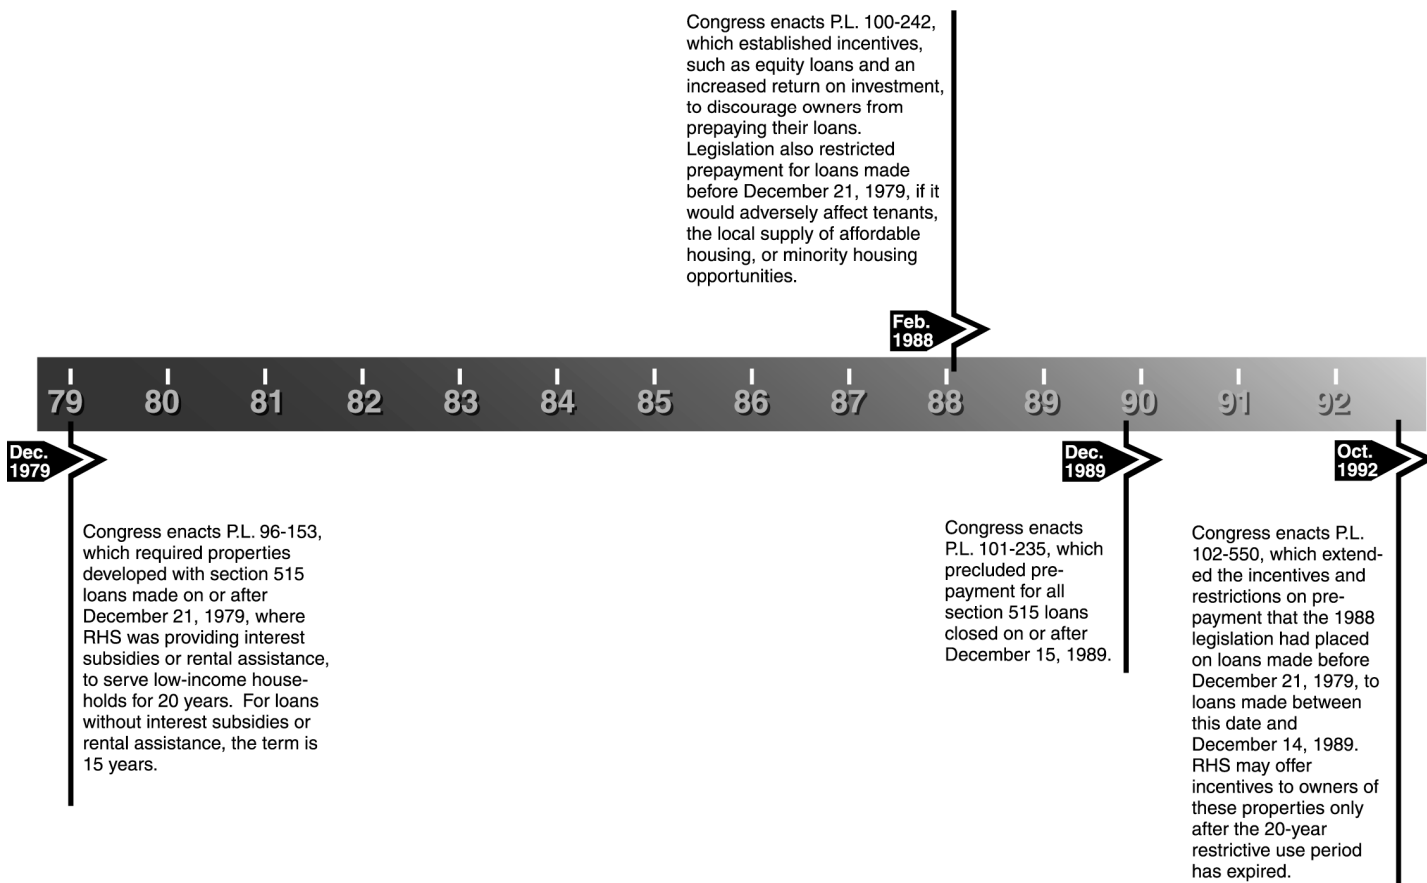 Congress enacts P.L. 100-242,
which established incentives,
such as equity loans and an
increased return on investment,
to discourage owners from
prepaying their loans.
Legislation also restricted
prepayment for loans made
before December 21, 1979, if it
would adversely affect tenants,
the local supply of affordable
housing, or minority housing
opportunities.
Feb.
1988
79 80 81 82 83 84 85 86 87 88 89 90 91 92
Dec.
1979
Dec.
1989
Oct.
1992
Congress enacts P.L. 96-153,
which required properties
developed with section 515
loans made on or after
December 21, 1979, where
RHS was providing interest
subsidies or rental assistance,
to serve low-income house-
holds for 20 years.  For loans
without interest subsidies or
rental assistance, the term is
15 years.
Congress enacts
P.L. 101-235, which
precluded pre-
payment for all
section 515 loans
closed on or after
December 15, 1989.
Congress enacts P.L.
102-550, which extend-
ed the incentives and
restrictions on pre-
payment that the 1988
legislation had placed
on loans made before
December 21, 1979, to
loans made between
this date and
December 14, 1989.
RHS may offer
incentives to owners of
these properties only
after the 20-year
restrictive use period
has expired.